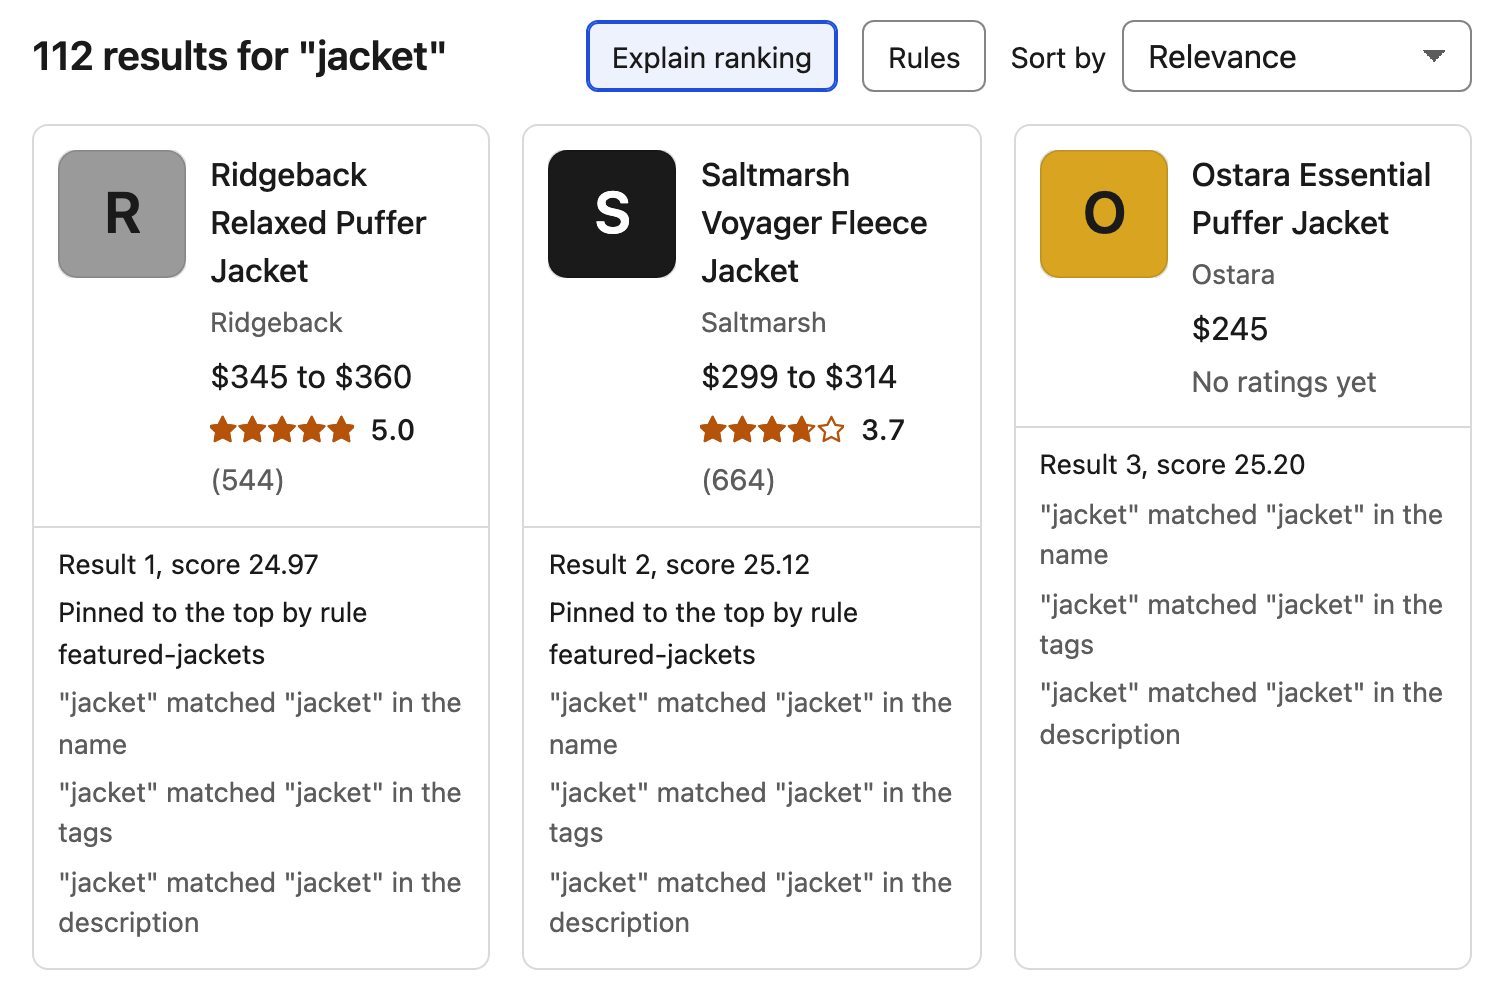 112 results for "jacket"
Explain ranking
Rules
Sort by
Relevance
R
Ridgeback
Relaxed Puffer
Jacket
Ridgeback
$345 to $360
5.0
(544)
Result 1, score 24.97
Pinned to the top by rule
featured-jackets
"jacket" matched "jacket" in the
name
"jacket" matched "jacket" in the
tags
"jacket" matched "jacket" in the
description
S
Saltmarsh
Voyager Fleece
Jacket
Saltmarsh
$299 to $314
3.7
(664)
Result 2, score 25.12
Pinned to the top by rule
featured-jackets
"jacket" matched "jacket" in the
name
"jacket" matched "jacket" in the
tags
"jacket" matched "jacket" in the
description
O
Ostara Essential
Puffer Jacket
Ostara
$245
No ratings yet
Result 3, score 25.20
"jacket" matched "jacket" in the
name
"jacket" matched "jacket" in the
tags
"jacket" matched "jacket" in the
description